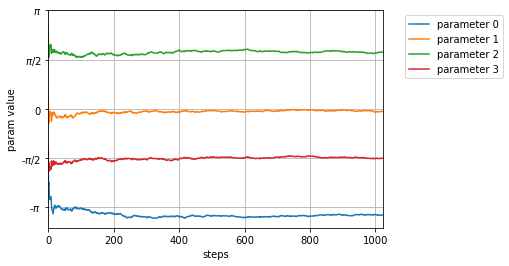 π
π/2
0
-π/2
-π
param value
0
200
400
600
800
1000
steps
parameter 0
parameter 1
parameter 2
parameter 3